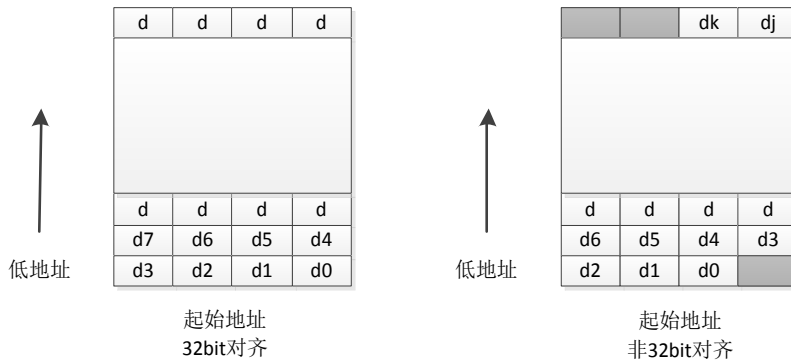 d d d d
d d d d
d7 d6 d5 d4
d3 d2 d1 d0
低地址
起始地址
32bit对齐
dk dj
d d d d
d6 d5 d4 d3
d2 d1 d0
低地址
起始地址
非32bit对齐